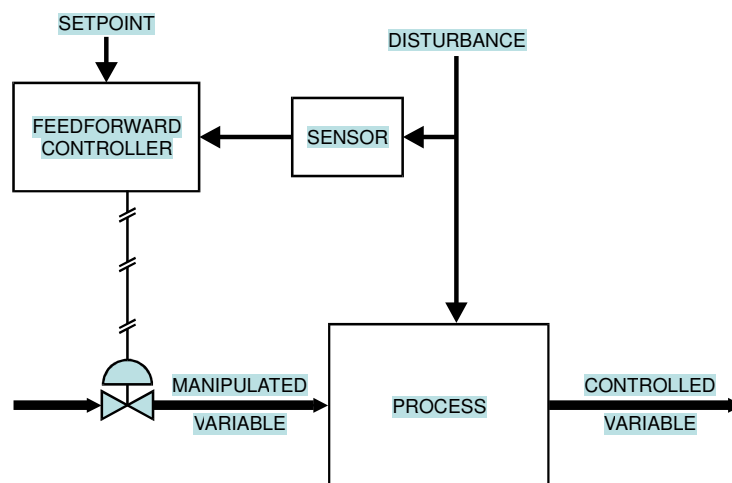 SETPOINT
DISTURBANCE
FEEDFORWARD
CONTROLLER
SENSOR
MANIPULATED
VARIABLE
PROCESS
CONTROLLED
VARIABLE